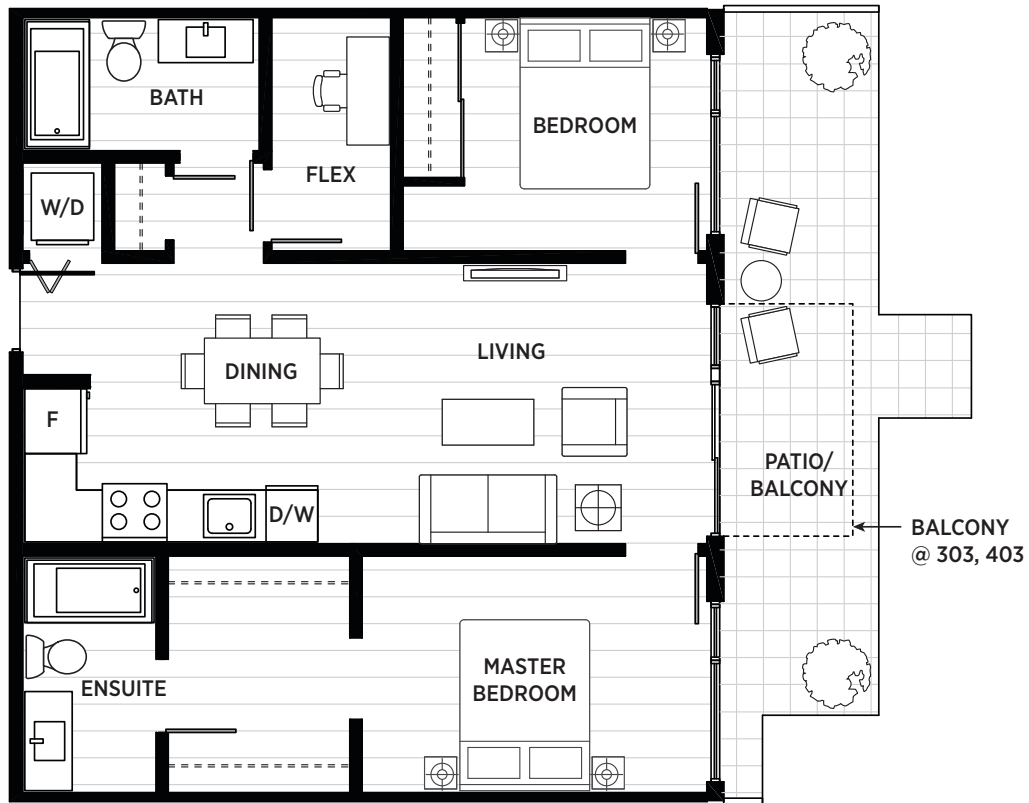 BATH
BEDROOM
FLEX
W/D
LIVING
DINING
F
PATIO/
BALCONY
D/W
BALCONY
@ 303, 403
MASTER
BEDROOM
ENSUITE